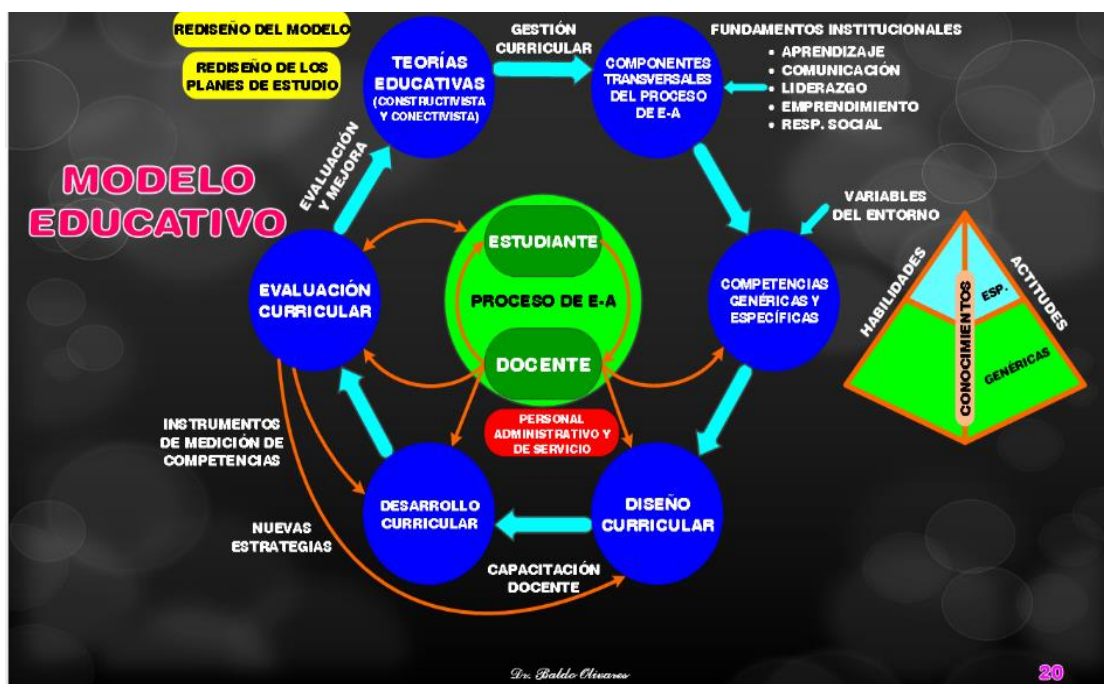 REDISEÑO DEL MODELO
REDISEÑO DE LOS
PLANES DE ESTUDIO
MODELO
EDUCATIVO
TEORÍAS
EDUCATIVAS
(CONSTRUCTIVISTA
Y CONECTIVISTA)
GESTIÓN
CURRICULAR
COMPONENTES
TRANSVERSALES
DEL PROCESO
DE E-A
FUNDAMENTOS INSTITUCIONALES
• APRENDIZAJE
• COMUNICACIÓN
• LIDERAZGO
• EMPRENDIMIENTO
• RESP. SOCIAL
EVALUACIÓN
Y MEJORA
VARIABLES
DEL ENTORNO
ESTUDIANTE
PROCESO DE E-A
DOCENTE
EVALUACIÓN
CURRICULAR
COMPETENCIAS
GENÉRICAS Y
ESPECÍFICAS
HABILIDADES
CONOCIMIENTOS
ACTITUDES
ESP.
GENÉRICAS
PERSONAL
ADMINISTRATIVO Y
DE SERVICIO
INSTRUMENTOS
DE MEDICIÓN DE
COMPETENCIAS
DESARROLLO
CURRICULAR
DISEÑO
CURRICULAR
NUEVAS
ESTRATEGIAS
CAPACITACIÓN
DOCENTE
Dr. Baldo Olivares
20